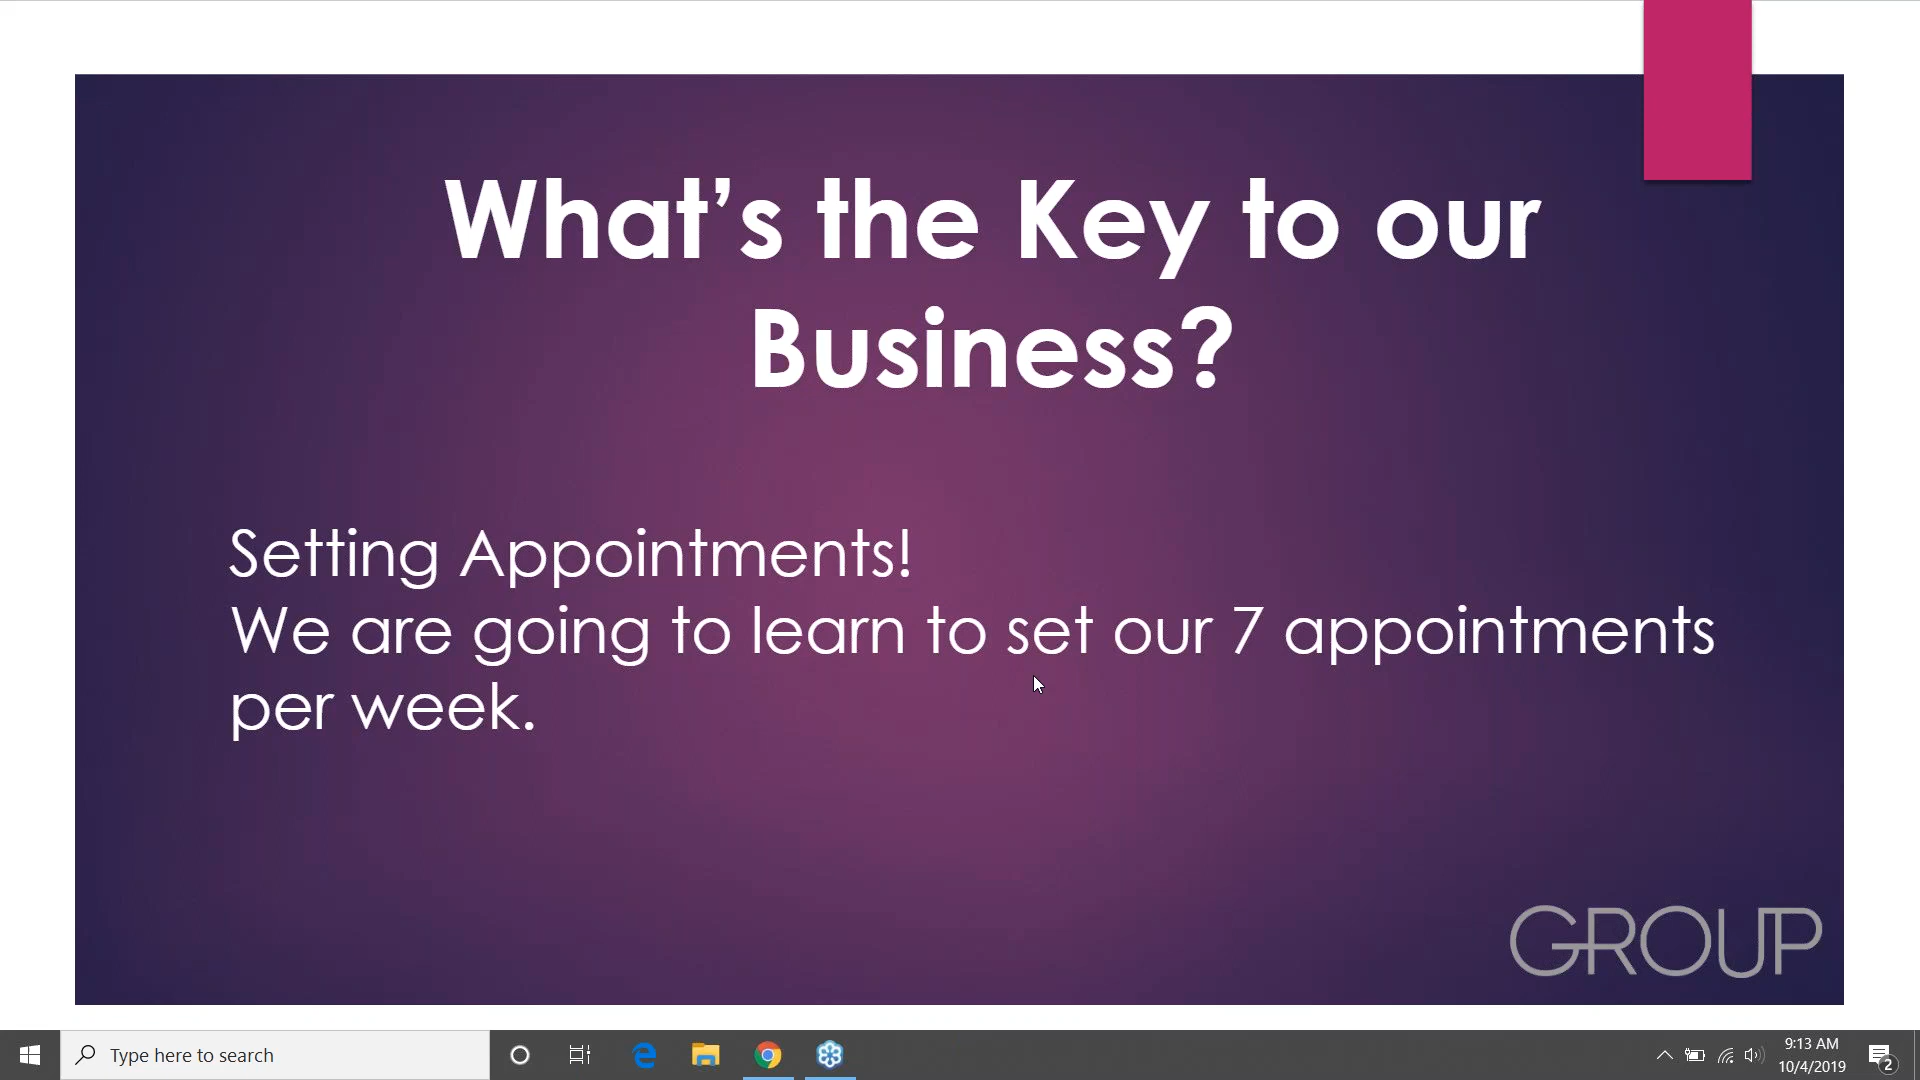 What’s the Key to our
Business?
Setting Appointments!
We are going to learn to set our 7 appointments
per week.
GROUP
Type here to search
9:13 AM
10/4/2019
2